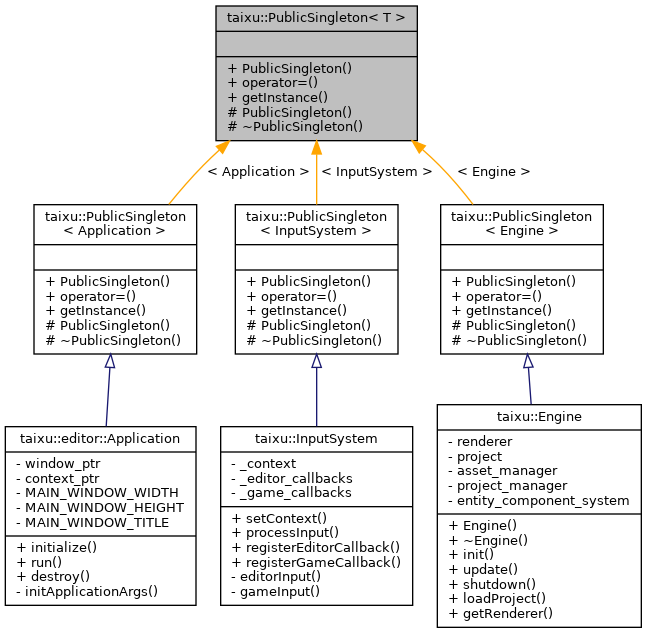 taixu::PublicSingleton< T >
+ PublicSingleton()
+ operator=()
+ getInstance()
# PublicSingleton()
# ~PublicSingleton()
< Application >
< InputSystem >
< Engine >
taixu::PublicSingleton
< Application >
+ PublicSingleton()
+ operator=()
+ getInstance()
# PublicSingleton()
# ~PublicSingleton()
taixu::PublicSingleton
< InputSystem >
+ PublicSingleton()
+ operator=()
+ getInstance()
# PublicSingleton()
# ~PublicSingleton()
taixu::PublicSingleton
< Engine >
+ PublicSingleton()
+ operator=()
+ getInstance()
# PublicSingleton()
# ~PublicSingleton()
taixu::editor::Application
- window_ptr
- context_ptr
- MAIN_WINDOW_WIDTH
- MAIN_WINDOW_HEIGHT
- MAIN_WINDOW_TITLE
+ initialize()
+ run()
+ destroy()
- initApplicationArgs()
taixu::InputSystem
- _context
- _editor_callbacks
- _game_callbacks
+ setContext()
+ processInput()
+ registerEditorCallback()
+ registerGameCallback()
- editorInput()
- gameInput()
taixu::Engine
- renderer
- project
- asset_manager
- project_manager
- entity_component_system
+ Engine()
+ ~Engine()
+ init()
+ update()
+ shutdown()
+ loadProject()
+ getRenderer()